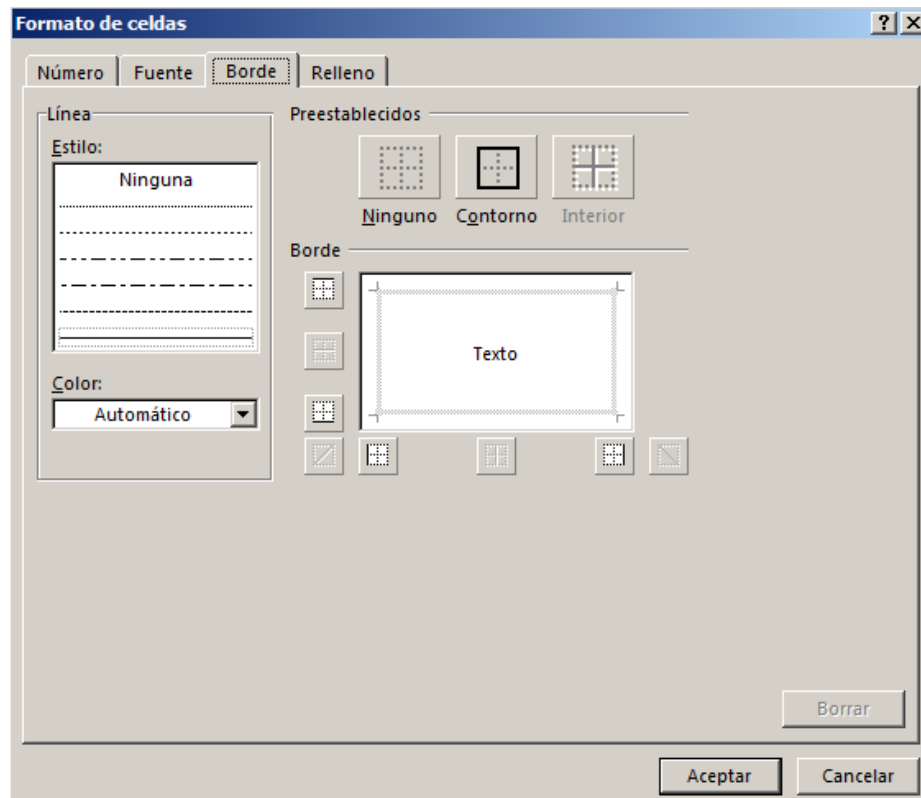 Formato de celdas
Número Fuente Borde Relleno
Línea
Estilo:
Ninguna
Color:
Automático
Preestablecidos
Ninguno Contorno Interior
Borde
Texto
Borrar
Aceptar Cancelar